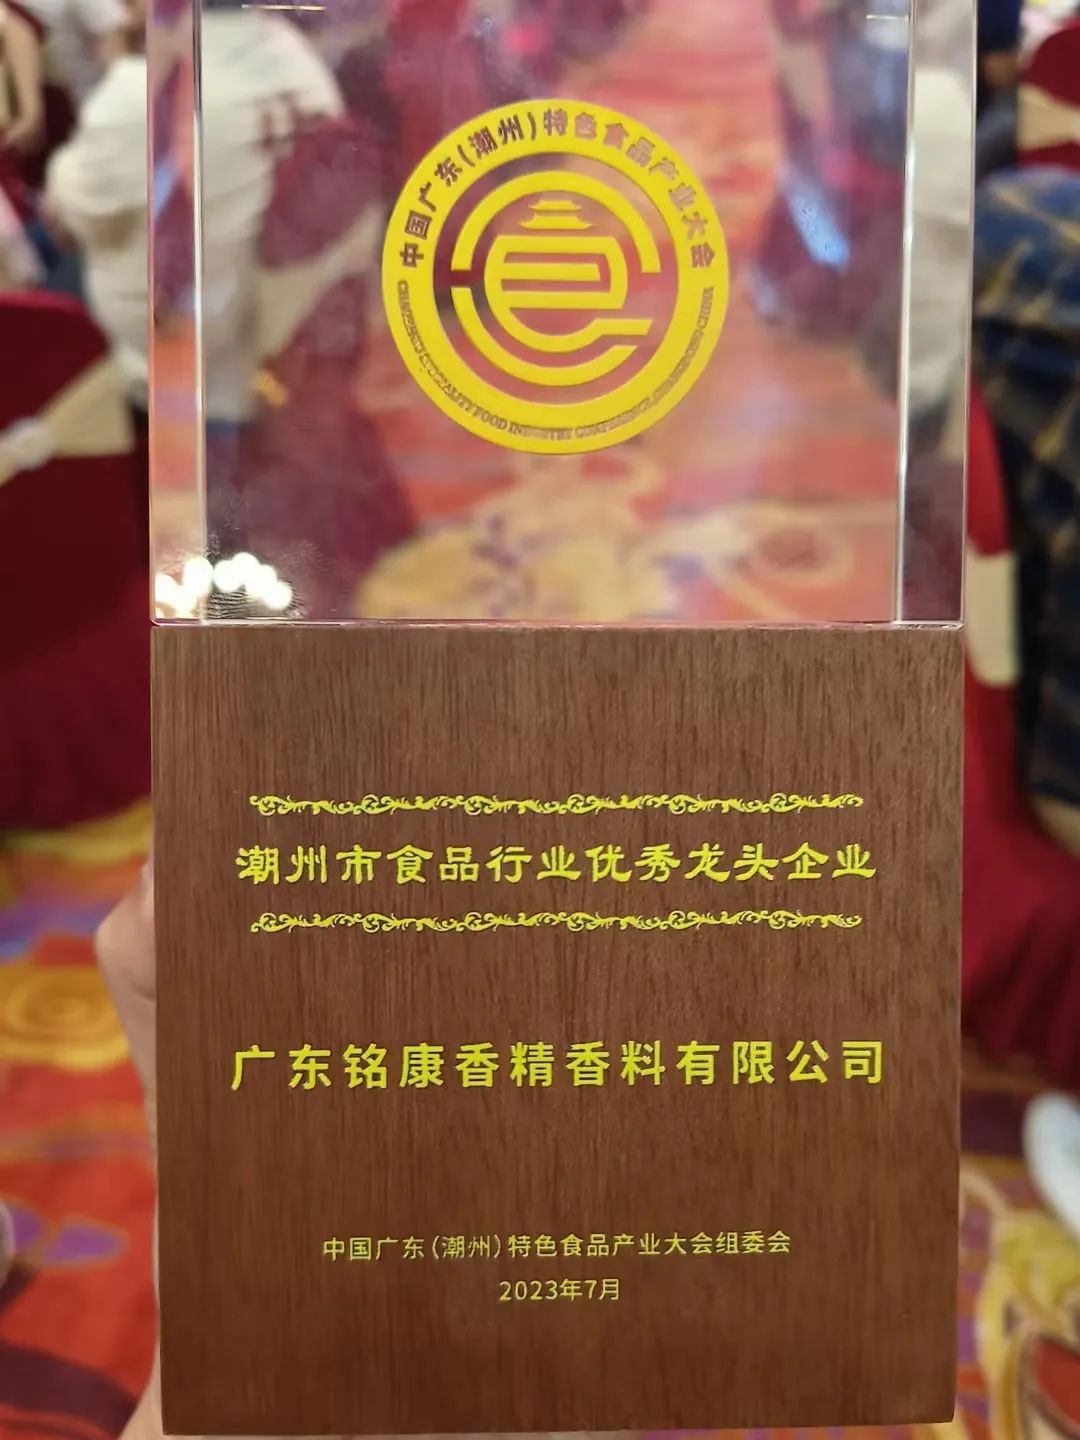 中国广东(潮州)特色食品产业大会
潮州市食品行业优秀龙头企业
广东铭康香精香料有限公司
中国广东(潮州)特色食品产业大会组委会
2023年7月